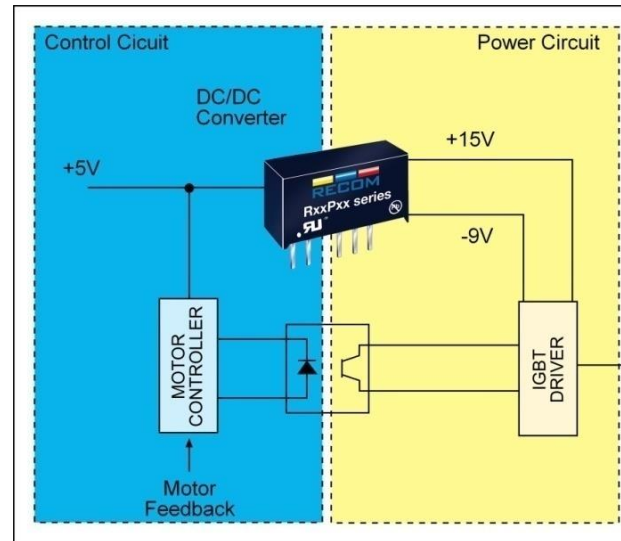 Control Cicuit
Power Circuit
DC/DC
Converter
+5V
+15V
RECOM
RxxPxx series
-9V
MOTOR
CONTROLLER
IGBT
DRIVER
Motor
Feedback